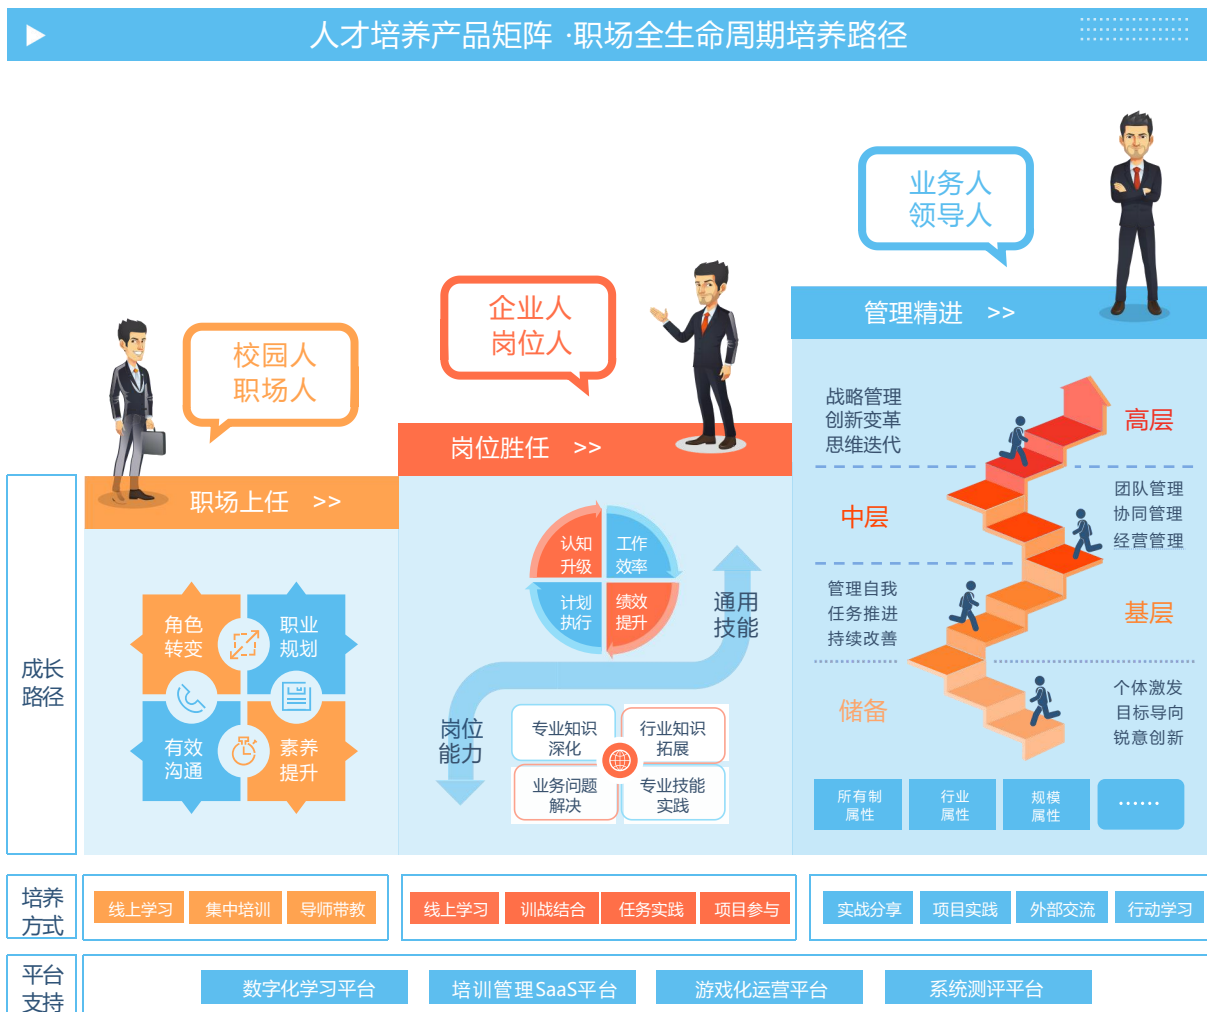 人才培养产品矩阵 ·职场全生命周期培养路径
业务人
领导人
企业人
岗位人
校园人
职场人
管理精进 >>
岗位胜任 >>
职场上任 >>
成长
路径
角色
转变
职业
规划
有效
沟通
素养
提升
认知
升级
工作
效率
计划
执行
绩效
提升
通用
技能
岗位
能力
专业知识
深化
行业知识
拓展
业务问题
解决
专业技能
实践
战略管理
创新变革
思维迭代
高层
中层
团队管理
协同管理
经营管理
管理自我
任务推进
持续改善
基层
储备
个体激发
目标导向
锐意创新
所有制
属性
行业
属性
规模
属性
······
培养
方式
线上学习
集中培训
导师带教
线上学习
训战结合
任务实践
项目参与
实战分享
项目实践
外部交流
行动学习
平台
支持
数字化学习平台
培训管理SaaS平台
游戏化运营平台
系统测评平台